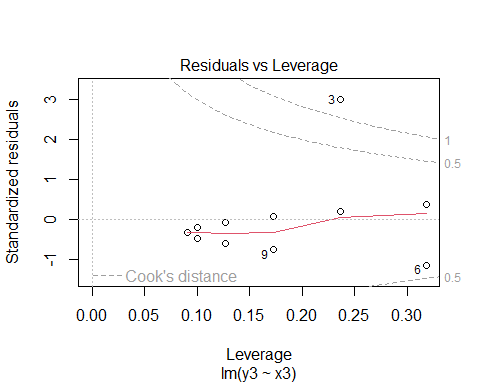 Residuals vs Leverage
Standardized residuals
3
2
1
0
-1
3
1
0.5
9
6
0.5
Cook's distance
0.00 0.05 0.10 0.15 0.20 0.25 0.30
Leverage
lm(y3 ~ x3)